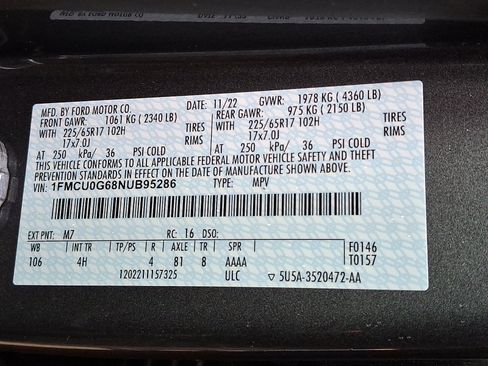 MFD. BY FORD MOTOR CO. 11/22 GVWR: 1978 KG ( 4360 LB)
FRONT GAWR: 1061 KG ( 2340 LB) REAR GAWR: 975 KG ( 2150 LB)
WITH 225/65R17 102H TIRES WITH 225/65R17 102H TIRES
17x7.0J RIMS 17x7.0J RIMS
AT 250 kPa/ 36 PSI COLD AT 250 kPa/ 36 PSI COLD
THIS VEHICLE CONFORMS TO ALL APPLICABLE FEDERAL MOTOR VEHICLE SAFETY AND THEFT
PREVENTION STANDARDS IN EFFECT ON THE DATE OF MANUFACTURE SHOWN ABOVE.
VIN: 1FMCU0G68NUB95286 TYPE: MPV
EXT PNT: M7 RC: 16 DSO:
WB INT TR TP/PS R AXLE TR SPR F0146
106 4H 4 81 8 AAAA T0157
1202211157325 ULC ▽ 5U5A-3520472-AA